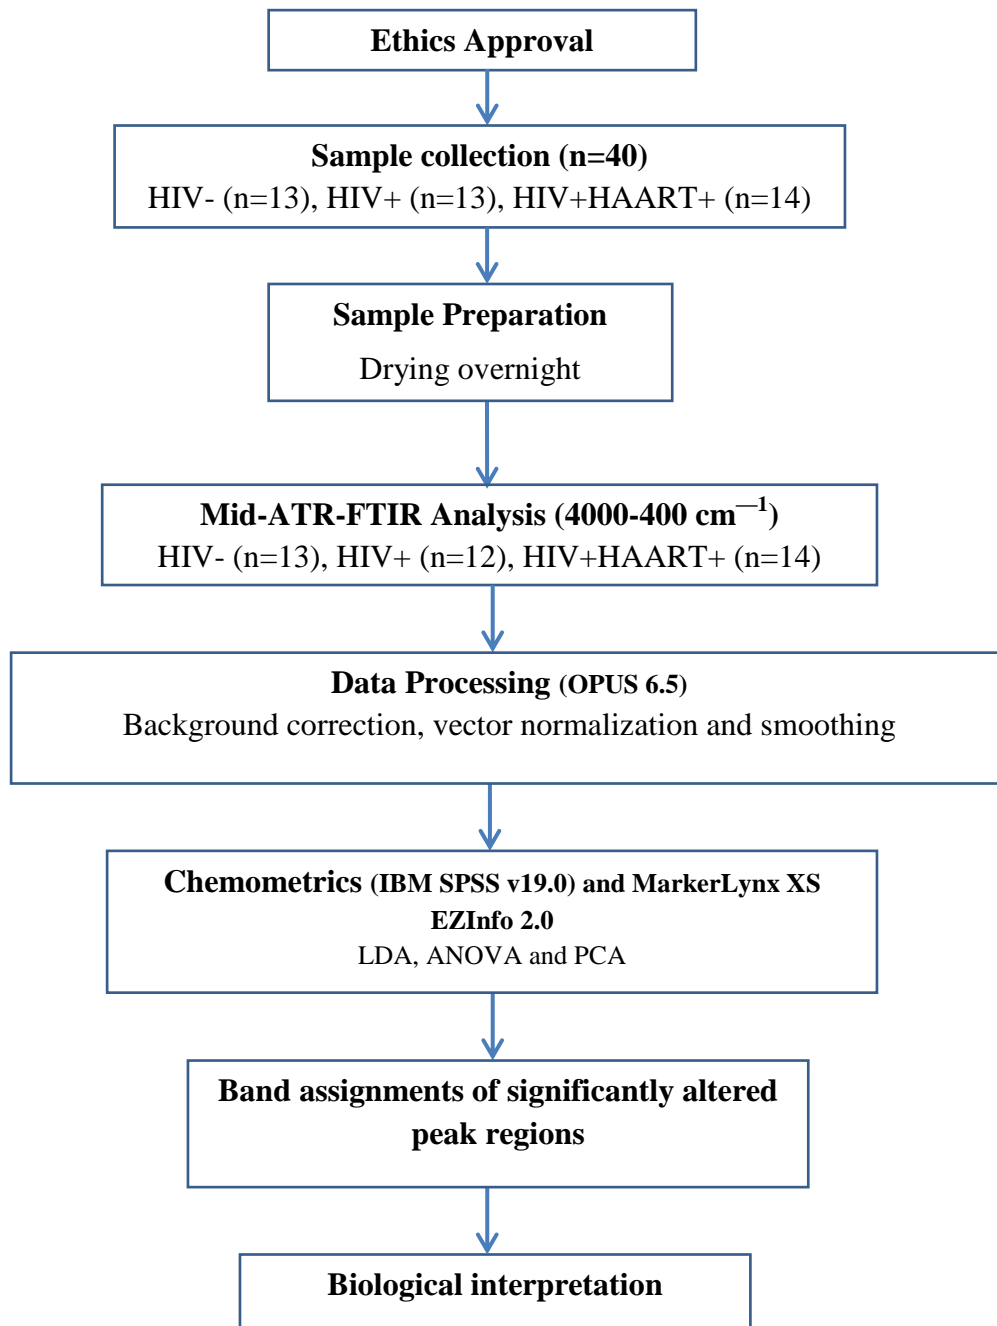 Ethics Approval
Sample collection (n=40)
HIV- (n=13), HIV+ (n=13), HIV+HAART+ (n=14)
Sample Preparation
Drying overnight
Mid-ATR-FTIR Analysis (4000-400 cm—1)
HIV- (n=13), HIV+ (n=12), HIV+HAART+ (n=14)
Data Processing (OPUS 6.5)
Background correction, vector normalization and smoothing
Chemometrics (IBM SPSS v19.0) and MarkerLynx XS
EZInfo 2.0
LDA, ANOVA and PCA
Band assignments of significantly altered
peak regions
Biological interpretation